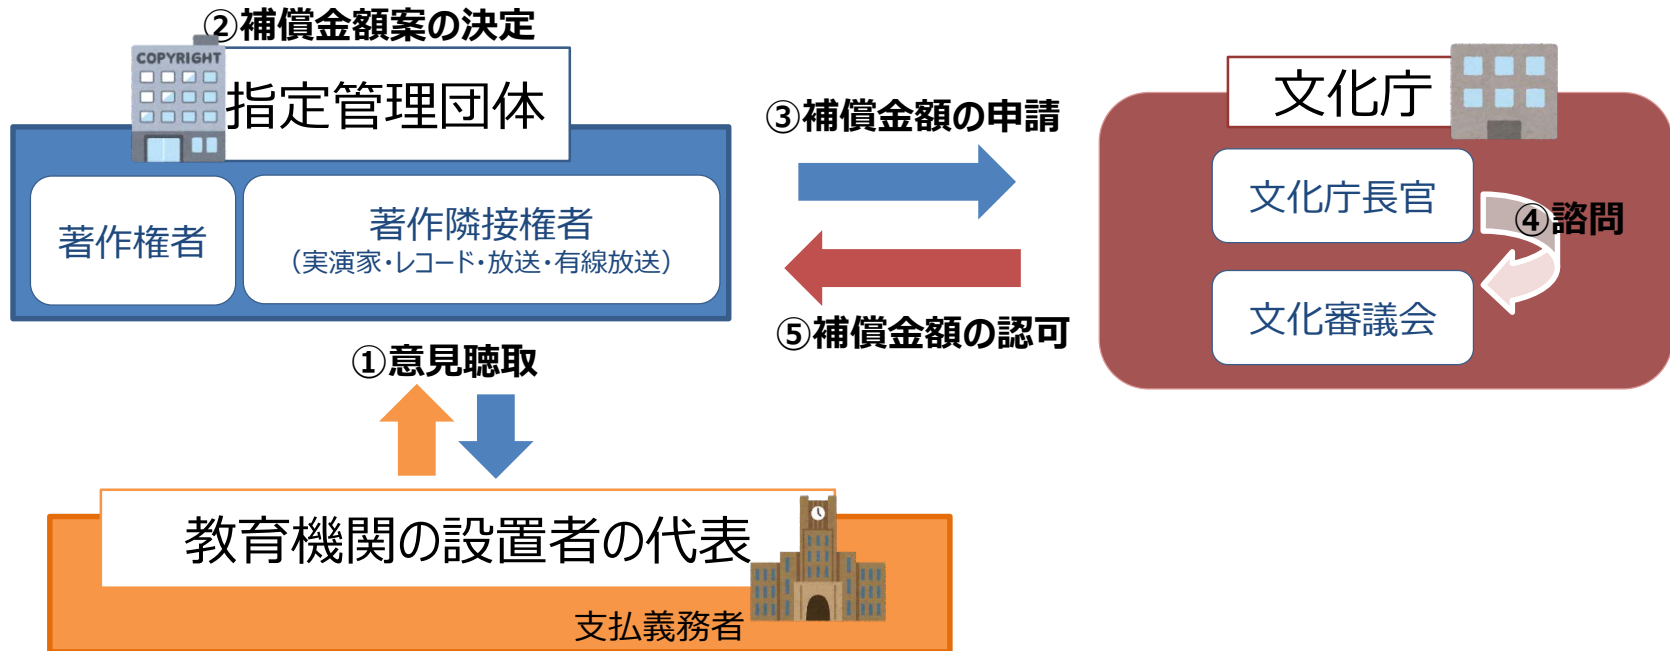 ②補償金額案の決定
COPYRIGHT
指定管理団体
著作権者
著作隣接権者
（実演家・レコード・放送・有線放送）
③補償金額の申請
⑤補償金額の認可
文化庁
文化庁長官
④諮問
文化審議会
①意見聴取
教育機関の設置者の代表
支払義務者